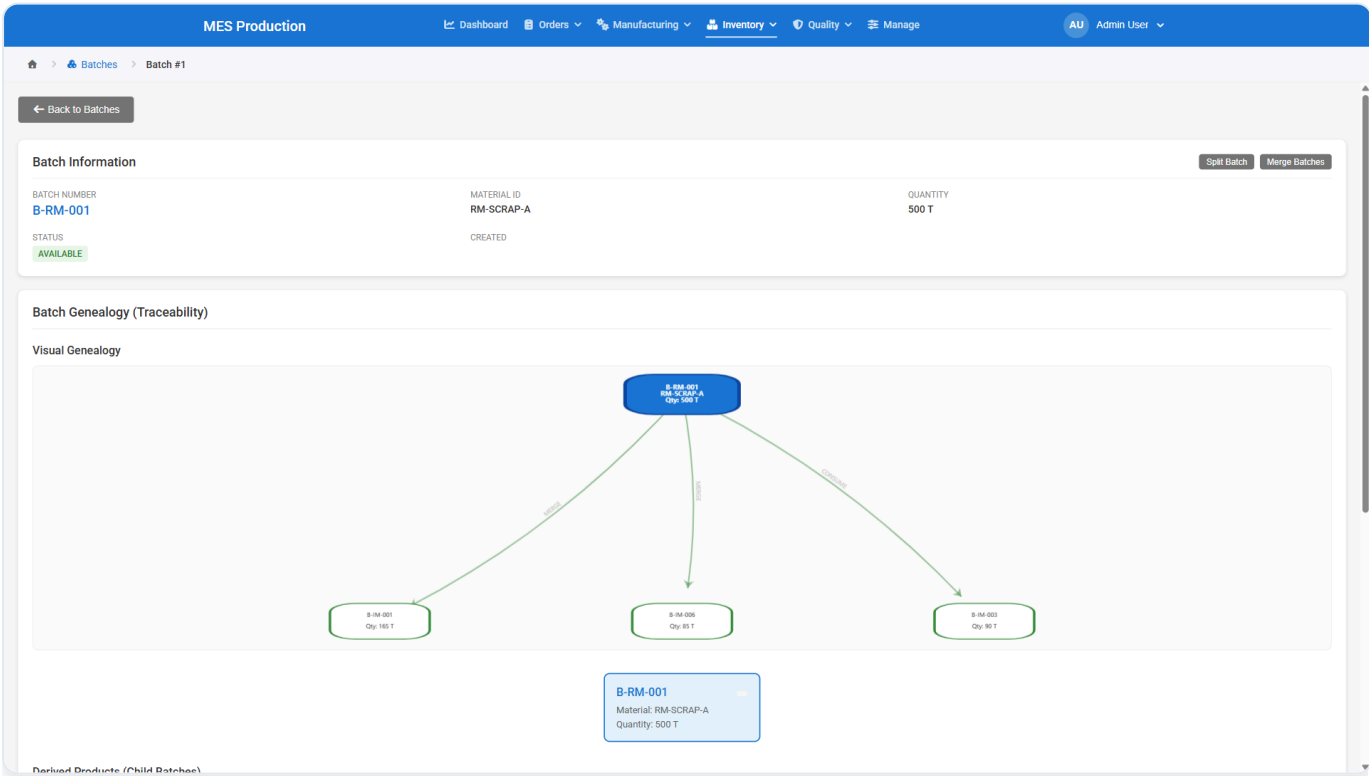 MES Production
Dashboard
Orders
Manufacturing
Inventory
Quality
Manage
AU
Admin User
Batches
Batch #1
Back to Batches
Batch Information
Split Batch
Merge Batches
BATCH NUMBER
B-RM-001
MATERIAL ID
RM-SCRAP-A
QUANTITY
500 T
STATUS
AVAILABLE
CREATED
Batch Genealogy (Traceability)
Visual Genealogy
B-RM-001
RM-SCRAP-A
Qty: 500 T
MERGE
MERGE
CONSUME
B-IM-001
Qty: 165 T
B-IM-006
Qty: 85 T
B-IM-003
Qty: 90 T
B-RM-001
Material: RM-SCRAP-A
Quantity: 500 T
Derived Products (Child Batches)